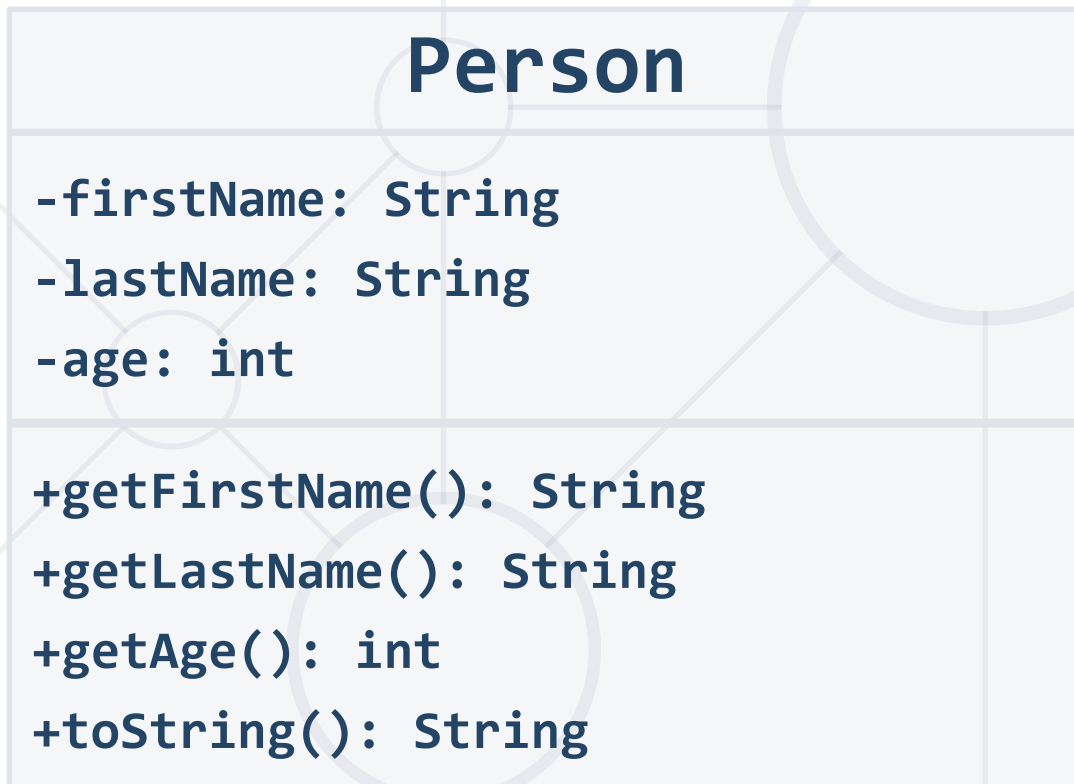 Person
-firstName: String
-lastName: String
-age: int
+getFirstName(): String
+getLastName(): String
+getAge(): int
+toString(): String